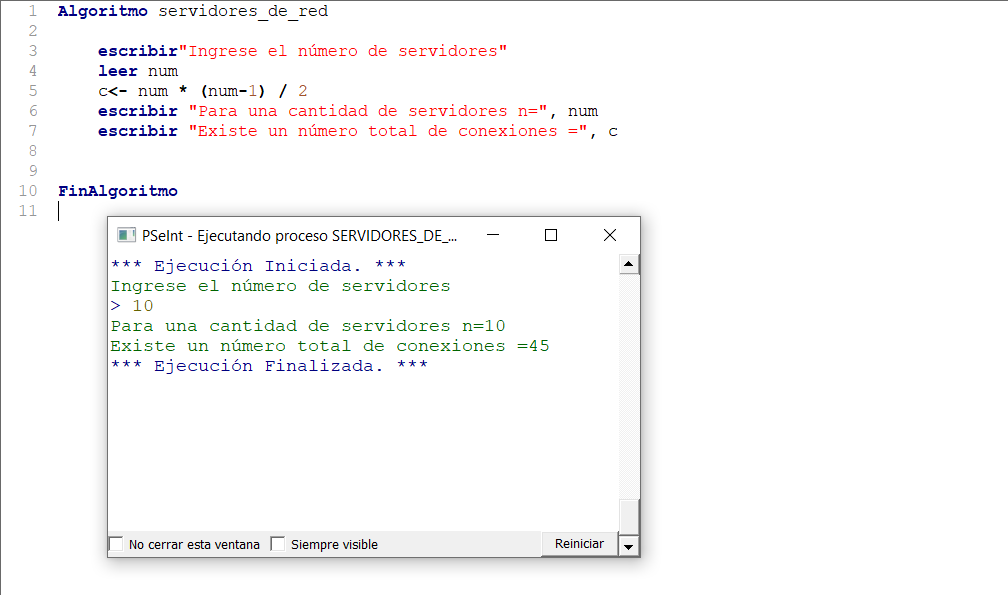 1 Algoritmo servidores_de_red
2
3 escribir"Ingrese el número de servidores"
4 leer num
5 c<- num * (num-1) / 2
6 escribir "Para una cantidad de servidores n=", num
7 escribir "Existe un número total de conexiones =", c
8
9
10 FinAlgoritmo
11
PSeInt - Ejecutando proceso SERVIDORES_DE_...
*** Ejecución Iniciada. ***
Ingrese el número de servidores
> 10
Para una cantidad de servidores n=10
Existe un número total de conexiones =45
*** Ejecución Finalizada. ***
No cerrar esta ventana Siempre visible Reiniciar